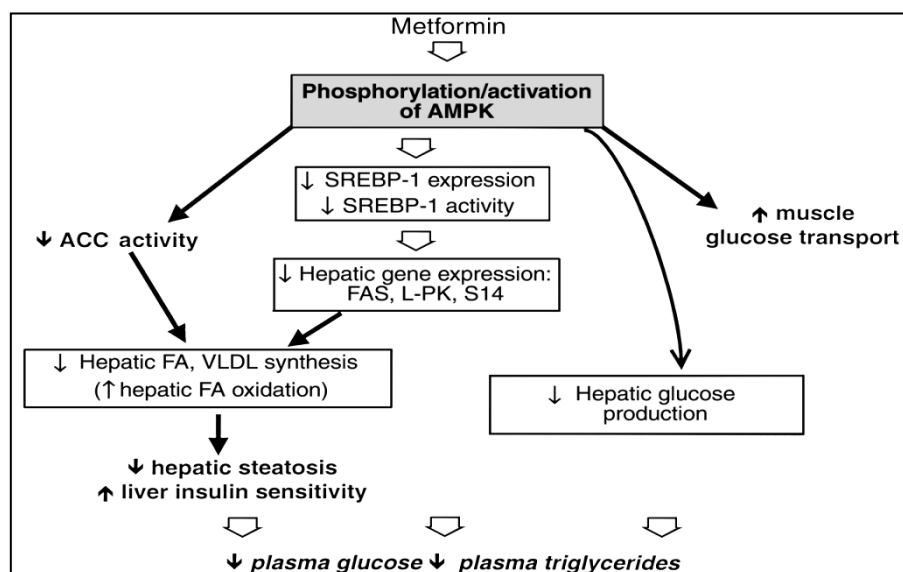 Metformin
Phosphorylation/activation
of AMPK
↓ SREBP-1 expression
↓ SREBP-1 activity
↓ ACC activity
↑ muscle
glucose transport
↓ Hepatic gene expression:
FAS, L-PK, S14
↓ Hepatic FA, VLDL synthesis
(↑hepatic FA oxidation)
↓ Hepatic glucose
production
↓ hepatic steatosis
↑ liver insulin sensitivity
↓ plasma glucose ↓ plasma triglycerides